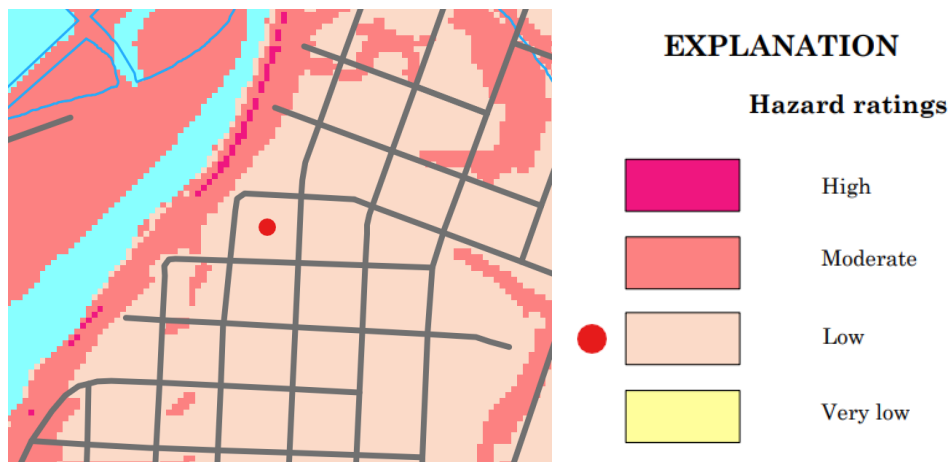 EXPLANATION
Hazard ratings
High
Moderate
Low
Very low